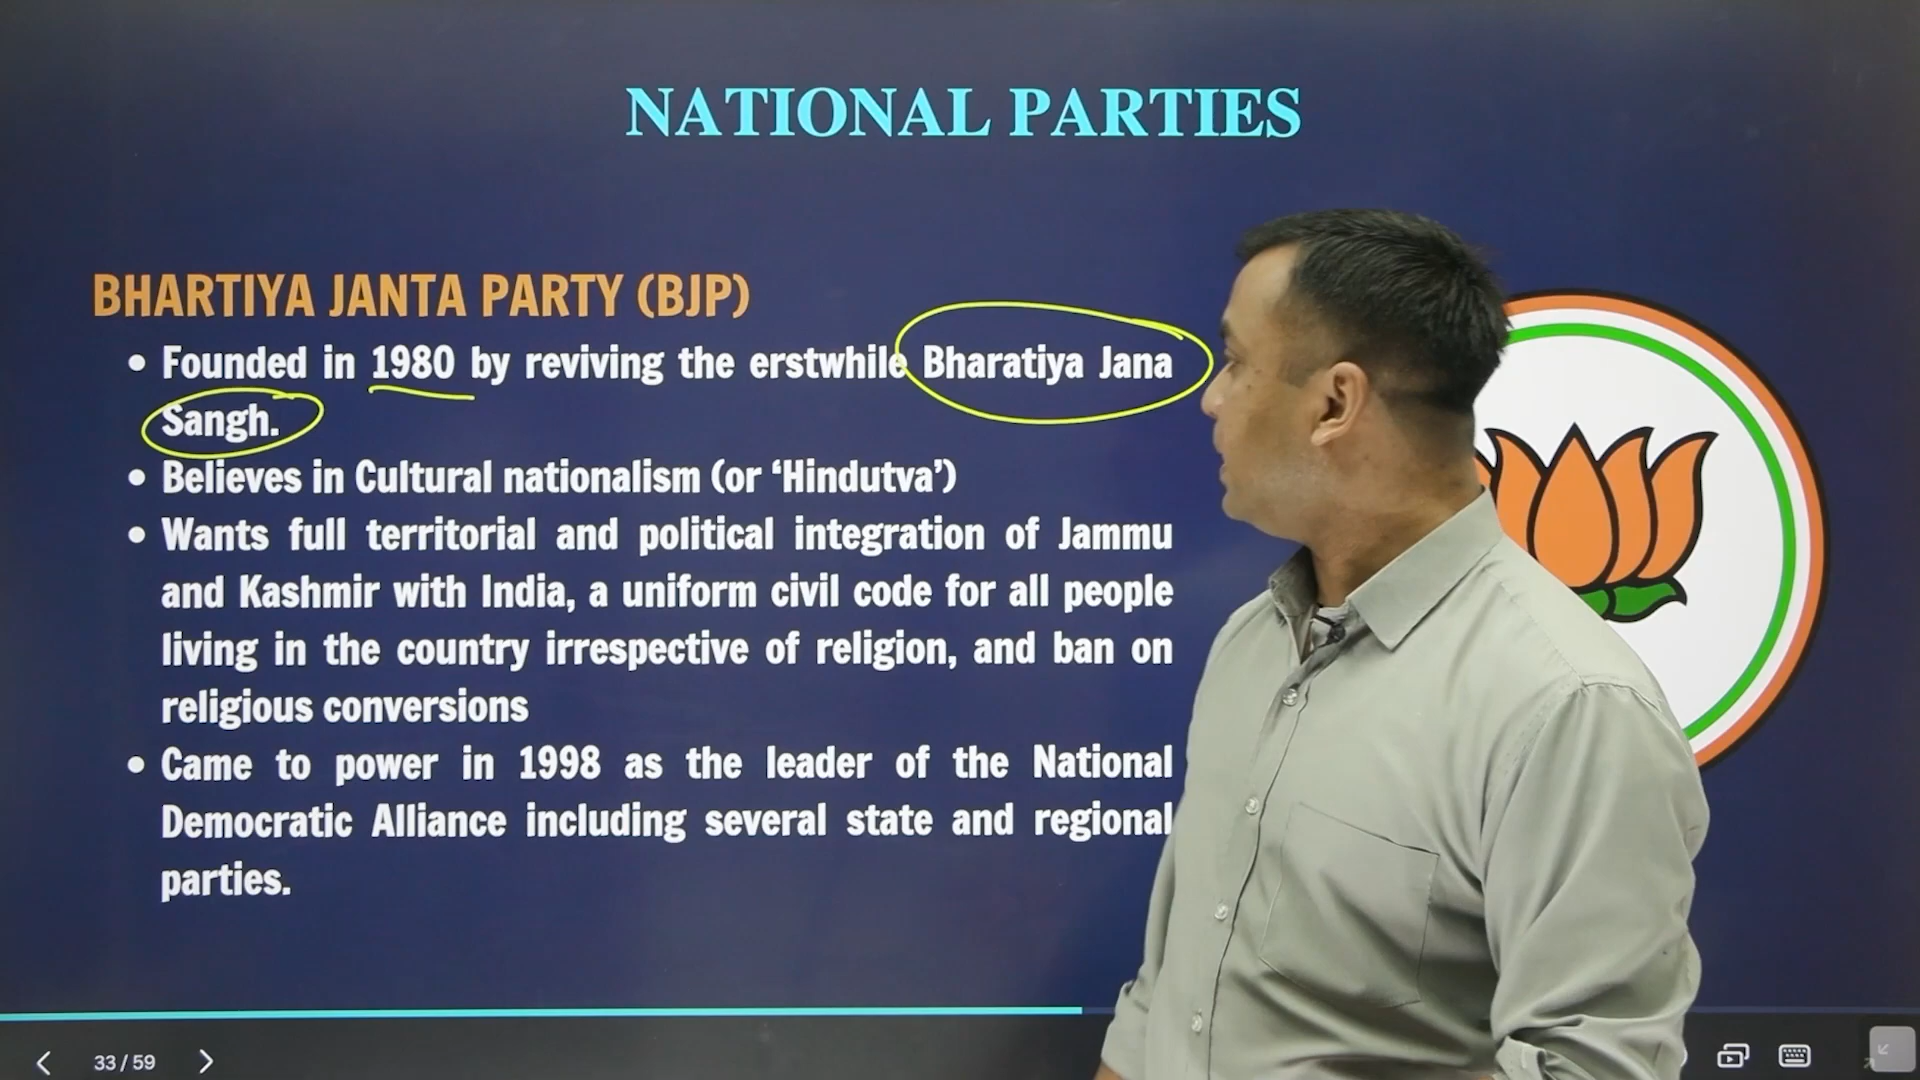 NATIONAL PARTIES
BHARTIYA JANTA PARTY (BJP)
• Founded in 1980 by reviving the erstwhile Bharatiya Jana
Sangh.
• Believes in Cultural nationalism (or ‘Hindutva’)
• Wants full territorial and political integration of Jammu
and Kashmir with India, a uniform civil code for all people
living in the country irrespective of religion, and ban on
religious conversions
• Came to power in 1998 as the leader of the National
Democratic Alliance including several state and regional
parties.
33 / 59